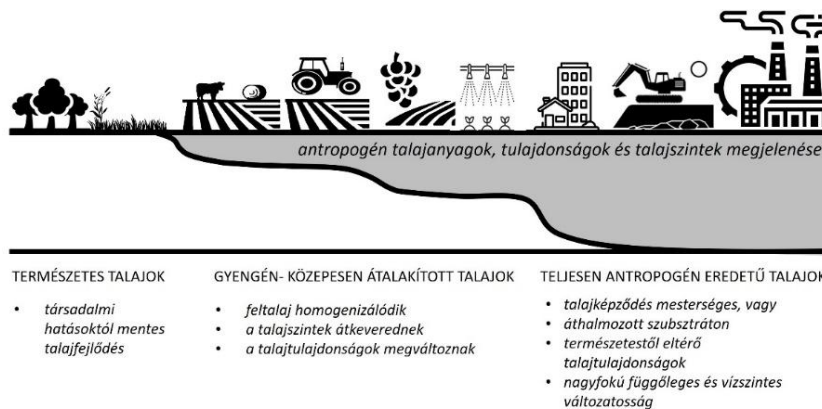 antropogén talajanyagok, tulajdonságok és talajszintek megjelenése
TERMÉSZETES TALAJOK
• társadalmi
hatásoktól mentes
talajfejlődés
GYENGÉN- KÖZEPESEN ÁTALAKÍTOTT TALAJOK
• feltalaj homogenizálódik
• a talajszintek átkeverednek
• a talajtulajdonságok megváltoznak
TELJESEN ANTROPOGÉN EREDETŰ TALAJOK
• talajképződés mesterséges, vagy
• áthalmozott szubsztráton
• természetestől eltérő
talajtulajdonságok
• nagyfokú függőleges és vízszintes
változatosság